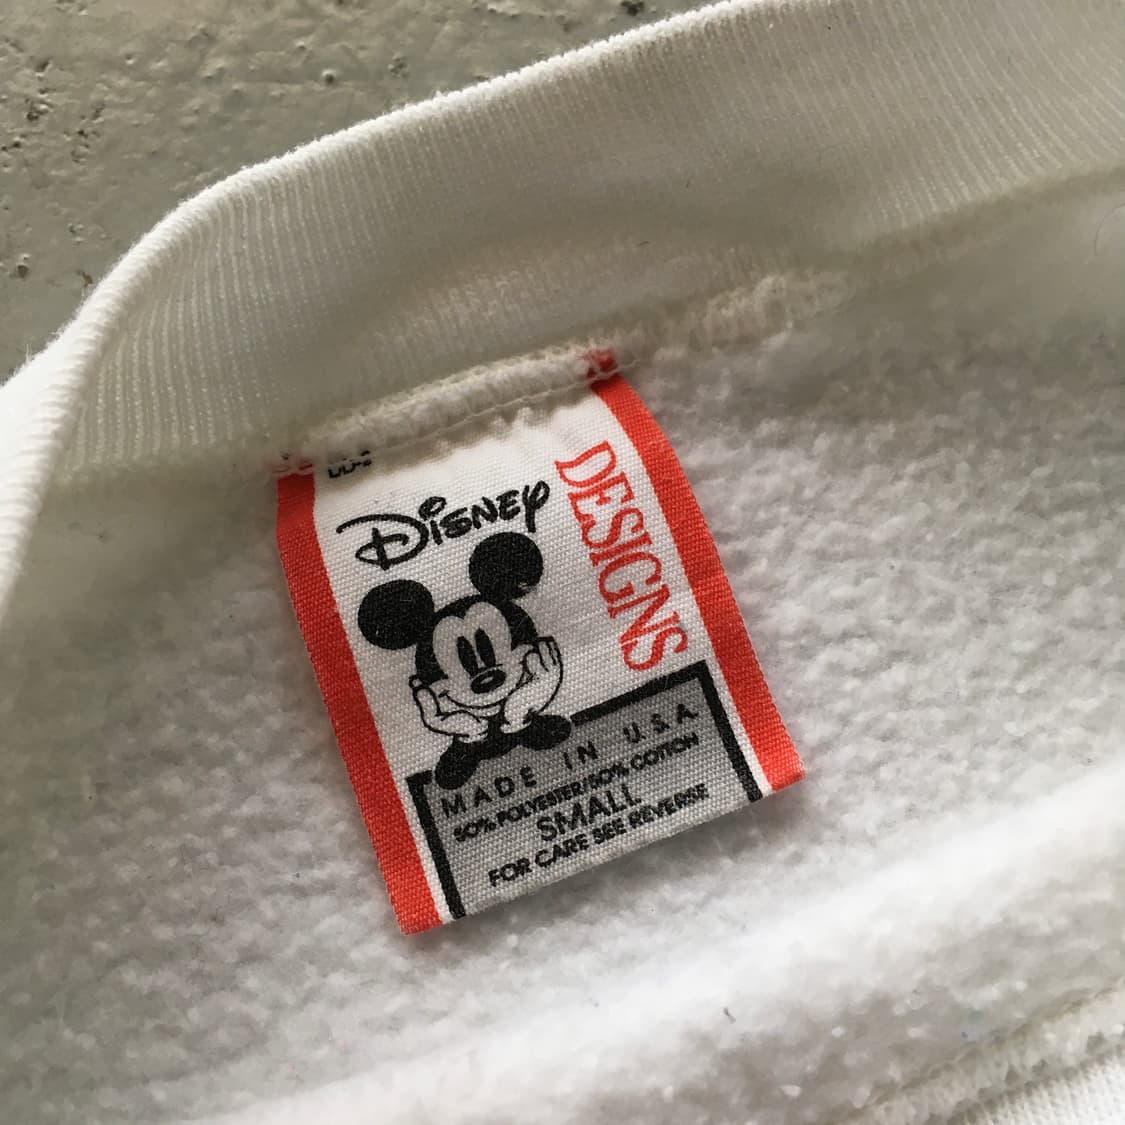 Disney
DESIGNS
MADE IN U.S.A.
50% POLYESTER/50% COTTON
SMALL
FOR CARE SEE REVERSE